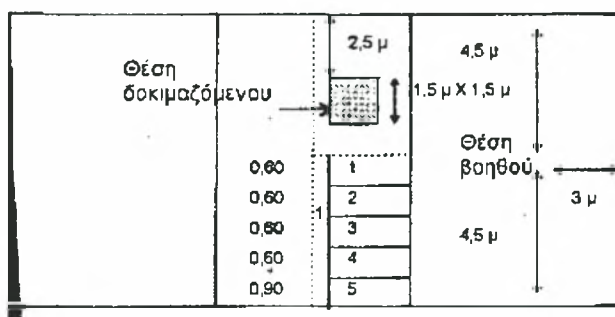 2,5 μ
4,5 μ
Θέση
δοκιμαζόμενου
1,5 μ Χ 1,5 μ
Θέση
βοηθού
3 μ
4,5 μ
0,60
0,60
0,60
0,60
0,90
1
1
2
3
4
5